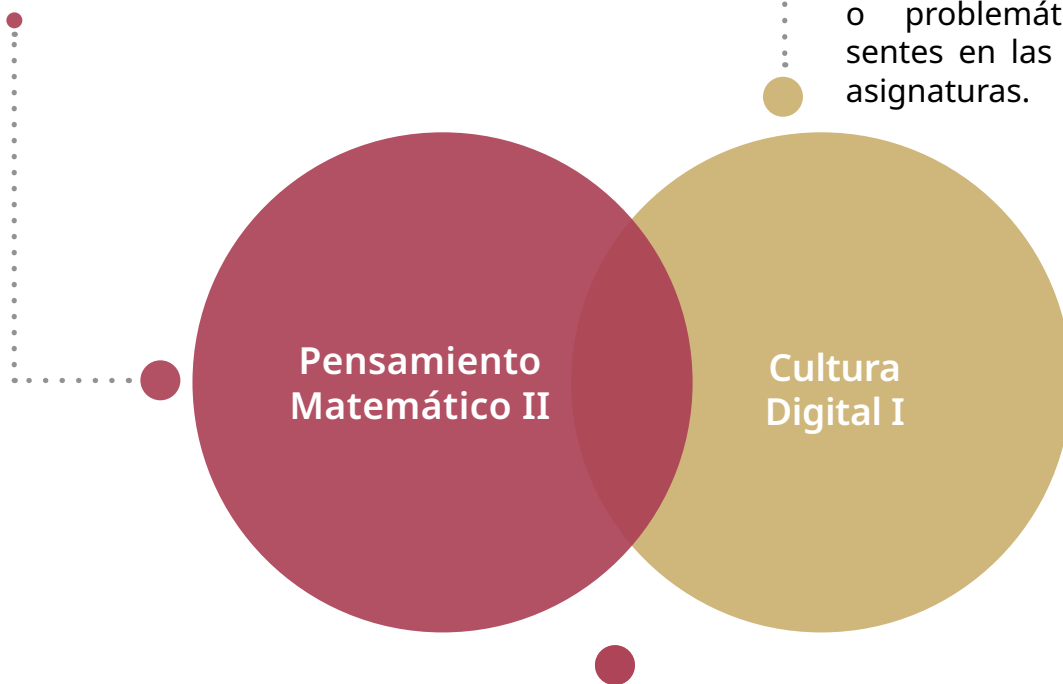 o problemát
sentes en las
asignaturas.
Pensamiento
Matemático II
Cultura
Digital I